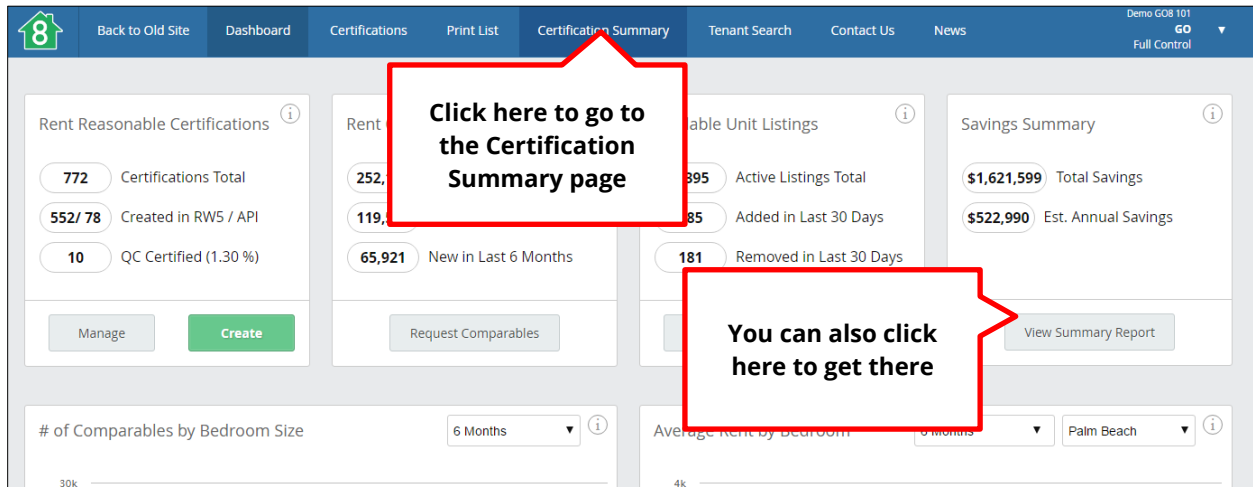 8
Back to Old Site Dashboard Certifications Print List Certification Summary Tenant Search Contact Us News
Demo GO8 101
GO
Full Control
Click here to go to
the Certification
Summary page
Rent Reasonable Certifications
772 Certifications Total
552/ 78 Created in RW5 / API
10 QC Certified (1.30 %)
Manage Create
Rent
252,
119,
65,921 New in Last 6 Months
Request Comparables
Unit Listings
395 Active Listings Total
85 Added in Last 30 Days
181 Removed in Last 30 Days
Savings Summary
$1,621,599 Total Savings
$522,990 Est. Annual Savings
View Summary Report
You can also click
here to get there
# of Comparables by Bedroom Size 6 Months
30k
Average Rent by Bedroom 6 Months Palm Beach
4k